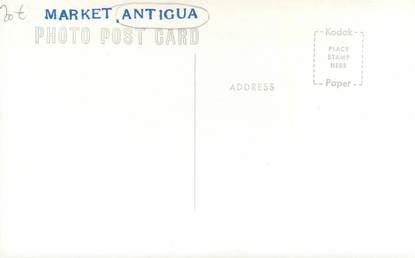 20¢ MARKET, ANTIGUA
PHOTO POST CARD
ADDRESS
Kodak
PLACE
STAMP
HERE
Paper